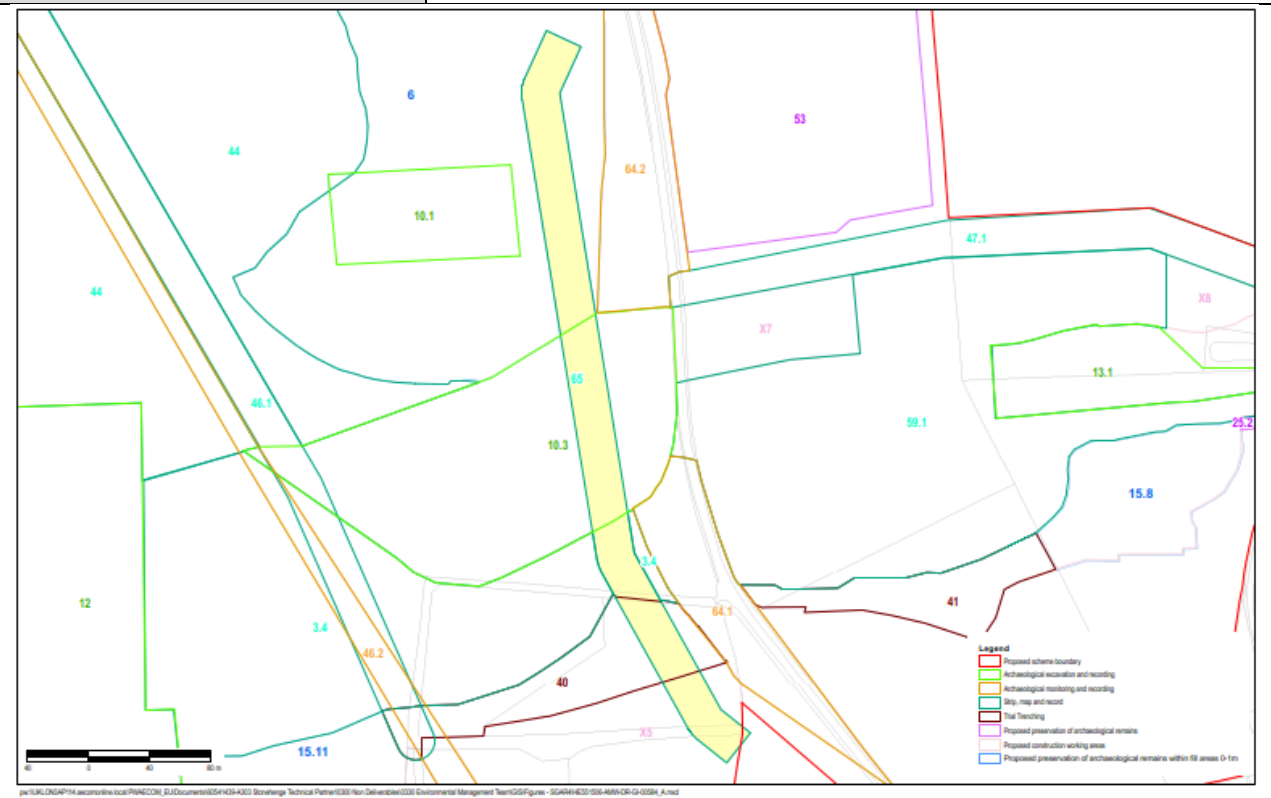 6
53
44
64.2
10.1
47.1
44
X8
X7
13.1
65
46.1
59.1
25.2
10.3
15.8
3.4
12
41
64.1
3.4
46.2
40
X5
15.11
Legend
Proposed scheme boundary
Archaeological excavation and recording
Archaeological monitoring and recording
Strip, map and record
Trial Trenching
Proposed preservation of archaeological remains
Proposed construction working areas
Proposed preservation of archaeological remains within fill areas 0-1m
40 0 40 80 m